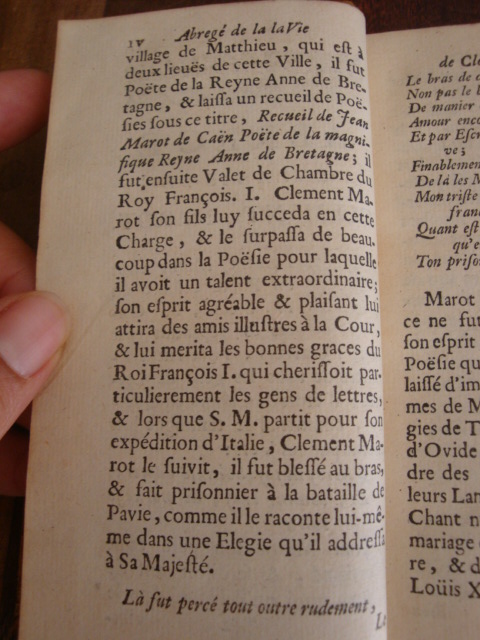 iv Abregé de la la Vie
village de Matthieu, qui eſt à
deux lieuës de cette Ville, il fut
Poëte de la Reyne Anne de Bre-
tagne, & laiſſa un recueil de Poë-
ſies ſous ce titre, Recueil de Jean
Marot de Caën Poëte de la magni-
fique Reyne Anne de Bretagne; il
fut enſuite Valet de Chambre du
Roy François. I. Clement Ma-
rot ſon fils luy ſucceda en cette
Charge, & le ſurpaſſa de beau-
coup dans la Poëſie pour laquelle
il avoit un talent extraordinaire;
ſon eſprit agréable & plaiſant lui
attira des amis illuſtres à la Cour,
& lui merita les bonnes graces du
Roi François I. qui cheriſſoit par-
ticulierement les gens de lettres,
& lors que S. M. partit pour ſon
expédition d'Italie, Clement Ma-
rot le ſuivit, il fut bleſſé au bras,
& fait priſonnier à la bataille de
Pavie, comme il le raconte lui-mê-
me dans une Elegie qu'il addreſſa
à Sa Majeſté.
Là fut percé tout outre rudement,
Le
de Cle
Le bras de c
Non pas le b
De manier
Amour enco
Et par Eſcr
ve;
Finablemen
De là les M
Mon triſte
franc
Quant eſt
qu'e
Ton priſo
Marot
ce ne fut
ſon eſprit
Poëſie qu
laiſſé d'im
mes de M
gies de T
d'Ovide
dre des
leurs Lan
Chant n
mariage
re, & d
Loüis X